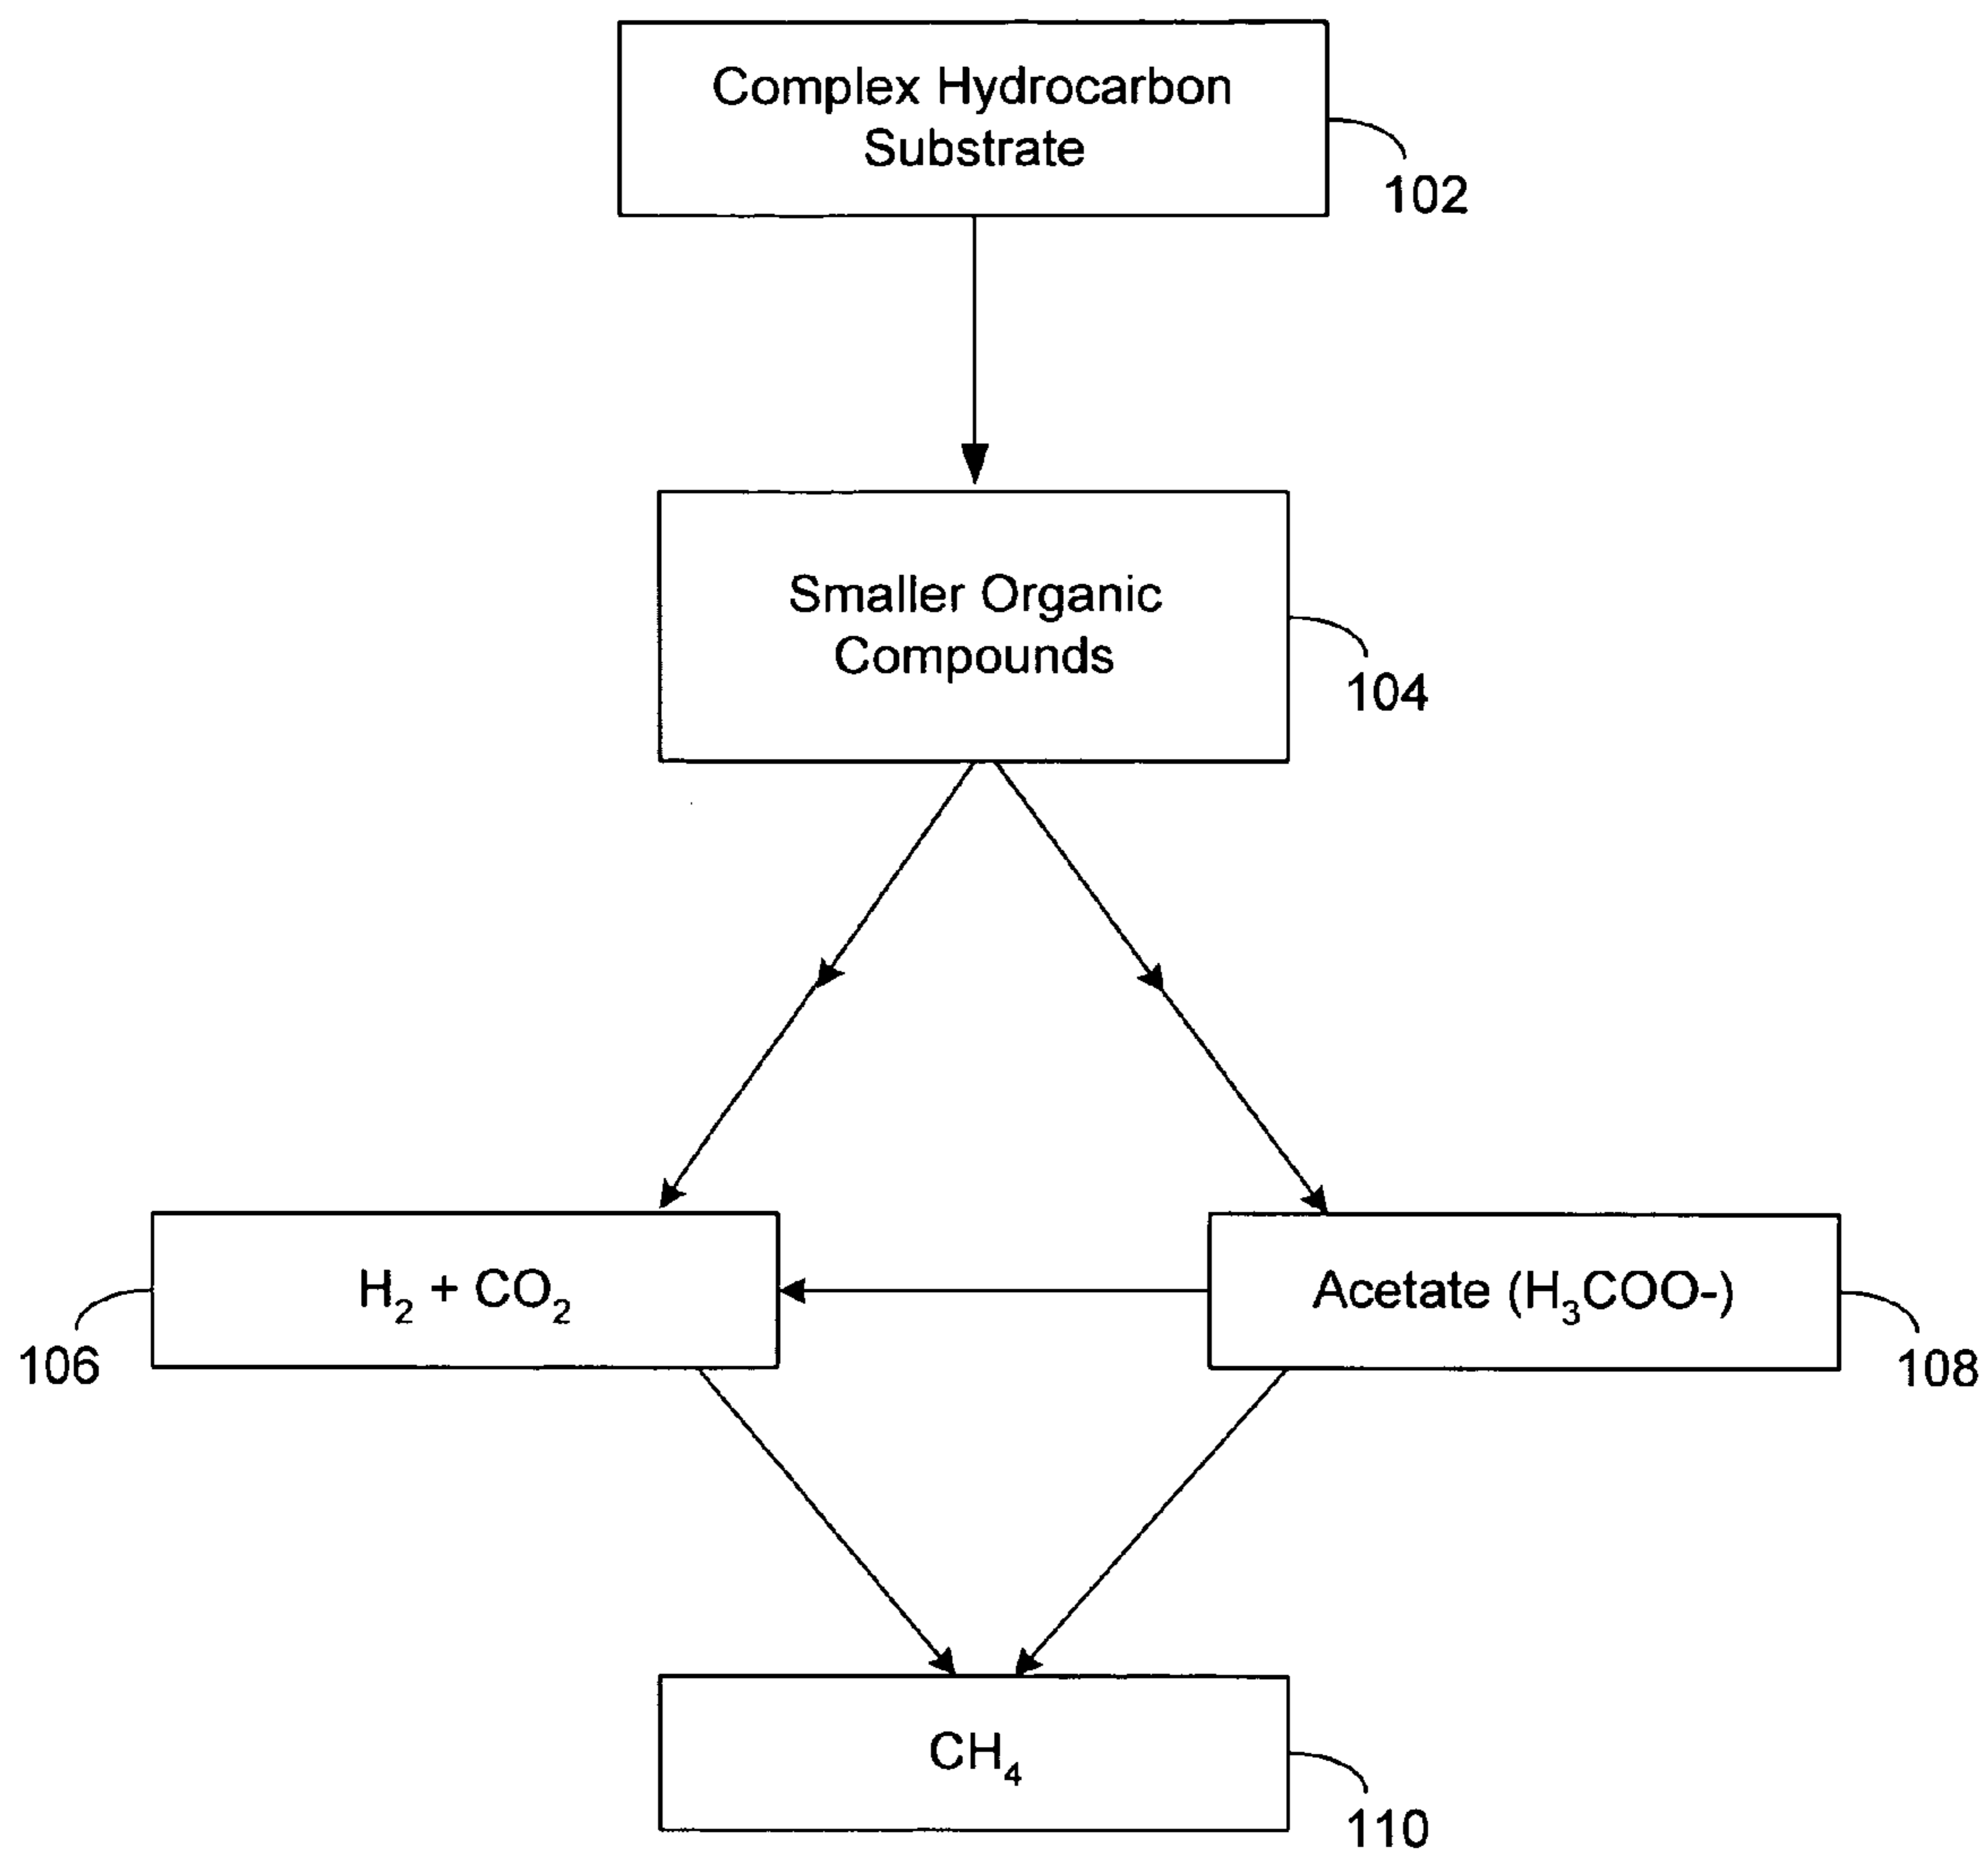 Complex Hydrocarbon
Substrate
102
Smaller Organic
Compounds
104
H₂ + CO₂
106
Acetate (H₃COO-)
108
CH₄
110